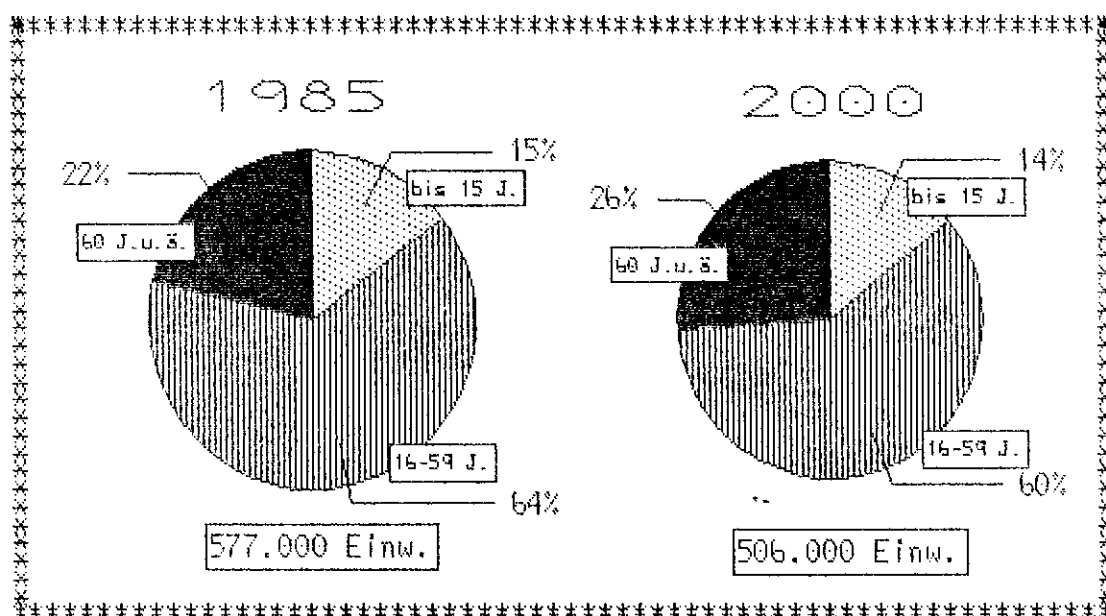 1985
22%
15%
bis 15 J.
60 J.u.ä.
16-59 J.
64%
577.000 Einw.
2000
26%
14%
bis 15 J.
60 J.u.ä.
16-59 J.
60%
506.000 Einw.